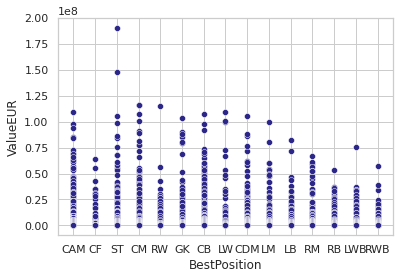 1e8
2.00
1.75
1.50
1.25
1.00
0.75
0.50
0.25
0.00
ValueEUR
CAM CF ST CM RW GK CB LW CDM LM LB RM RB LWB RWB
BestPosition